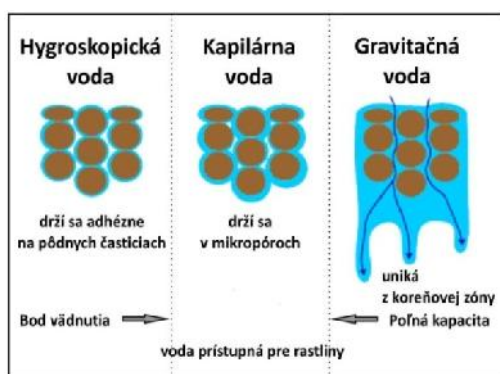 Hygroskopická
voda
drží sa adhézne
na pôdnych časticiach
Kapilárna
voda
drží sa
v mikropóroch
Gravitačná
voda
uniká
z koreňovej zóny
Bod vädnutia
Poľná kapacita
voda prístupná pre rastliny